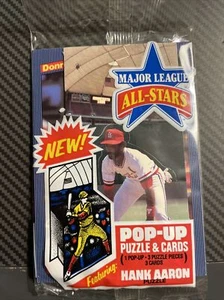 Donr
MAJOR LEAGUE
ALL-STARS
NEW!
POP-UP
PUZZLE & CARDS
(1 POP-UP • 3 PUZZLE PIECES
3 CARDS)
Featuring
HANK AARON
PUZZLE